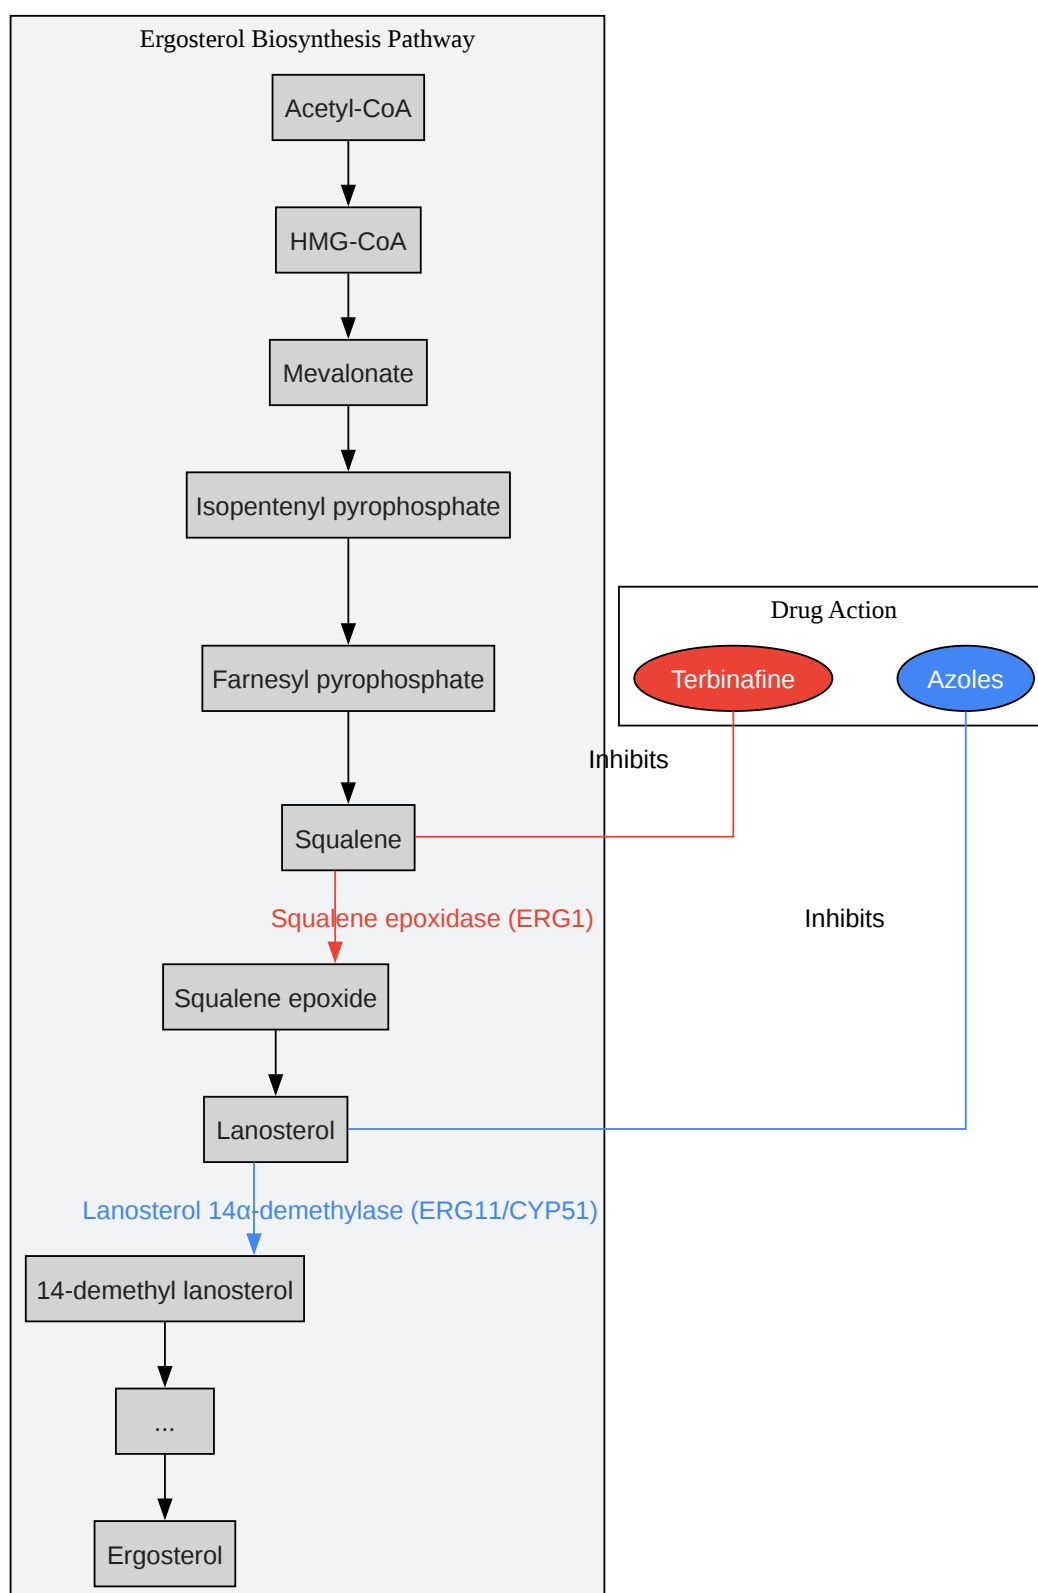 Ergosterol Biosynthesis Pathway
Acetyl-CoA
HMG-CoA
Mevalonate
Isopentenyl pyrophosphate
Farnesyl pyrophosphate
Drug Action
Terbinafine
Azoles
Inhibits
Squalene
Squalene epoxidase (ERG1)
Inhibits
Squalene epoxide
Lanosterol
Lanosterol 14α-demethylase (ERG11/CYP51)
14-demethyl lanosterol
...
Ergosterol